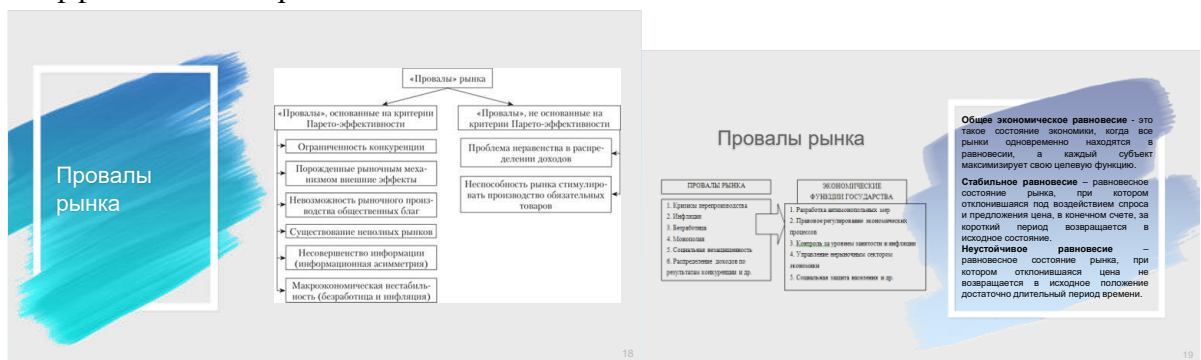 Провалы
рынка
«Провалы» рынка
«Провалы», основанные на критерии
Парето-эффективности
Ограниченность конкуренции
Порожденные рыночным меха-
низмом внешние эффекты
Невозможность рыночного произ-
водства общественных благ
Существование неполных рынков
Несовершенство информации
(информационная асимметрия)
Макроэкономическая нестабиль-
ность (безработица и инфляция)
«Провалы», не основанные на
критерии Парето-эффективности
Проблема неравенства в распре-
делении доходов
Неспособность рынка стимулиро-
вать производство обязательных
товаров
18
Провалы рынка
ПРОВАЛЫ РЫНКА
1. Кризисы перепроизводства
2. Инфляция
3. Безработица
4. Монополия
5. Социальная незащищенность
6. Распределение доходов по
результатам конкуренции и др.
ЭКОНОМИЧЕСКИЕ
ФУНКЦИИ ГОСУДАРСТВА
1. Разработка антимонопольных мер
2. Правовое регулирование экономических
процессов
3. Контроль за уровнем занятости и инфляции
4. Управление нерыночным сектором
экономики
5. Социальная защита населения и др.
Общее экономическое равновесие - это
такое состояние экономики, когда все
рынки одновременно находятся в
равновесии, а каждый субъект
максимизирует свою целевую функцию.
Стабильное равновесие – равновесное
состояние рынка, при котором
отклонившаяся под воздействием спроса
и предложения цена, в конечном счете, за
короткий период возвращается в
исходное состояние.
Неустойчивое равновесие –
равновесное состояние рынка, при
котором отклонившаяся цена не
возвращается в исходное положение
достаточно длительный период времени.
19